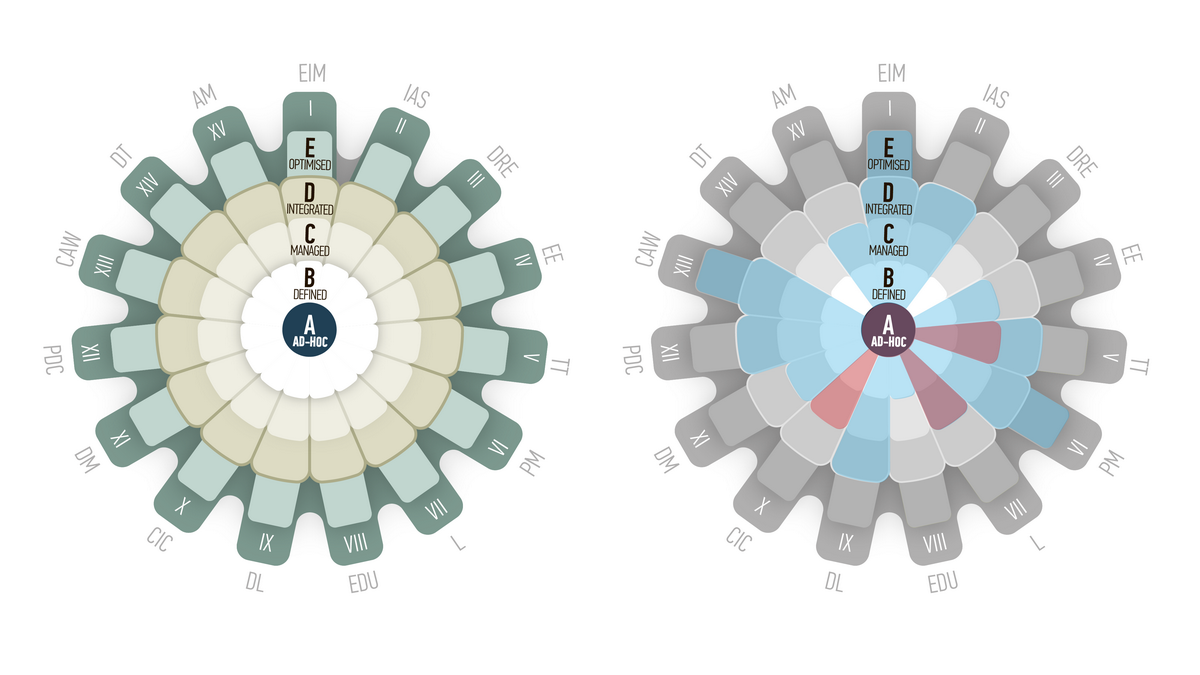 EIM
I
IAS
II
DRE
III
EE
IV
TT
V
PM
VI
L
VII
EDU
VIII
DL
IX
CIC
X
DM
XI
PDC
XII
CAW
XIII
DT
XIV
AM
XV
E
OPTIMISED
D
INTEGRATED
C
MANAGED
B
DEFINED
A
AD-HOC
EIM
I
IAS
II
DRE
III
EE
IV
TT
V
PM
VI
L
VII
EDU
VIII
DL
IX
CIC
X
DM
XI
PDC
XII
CAW
XIII
DT
XIV
AM
XV
E
OPTIMISED
D
INTEGRATED
C
MANAGED
B
DEFINED
A
AD-HOC